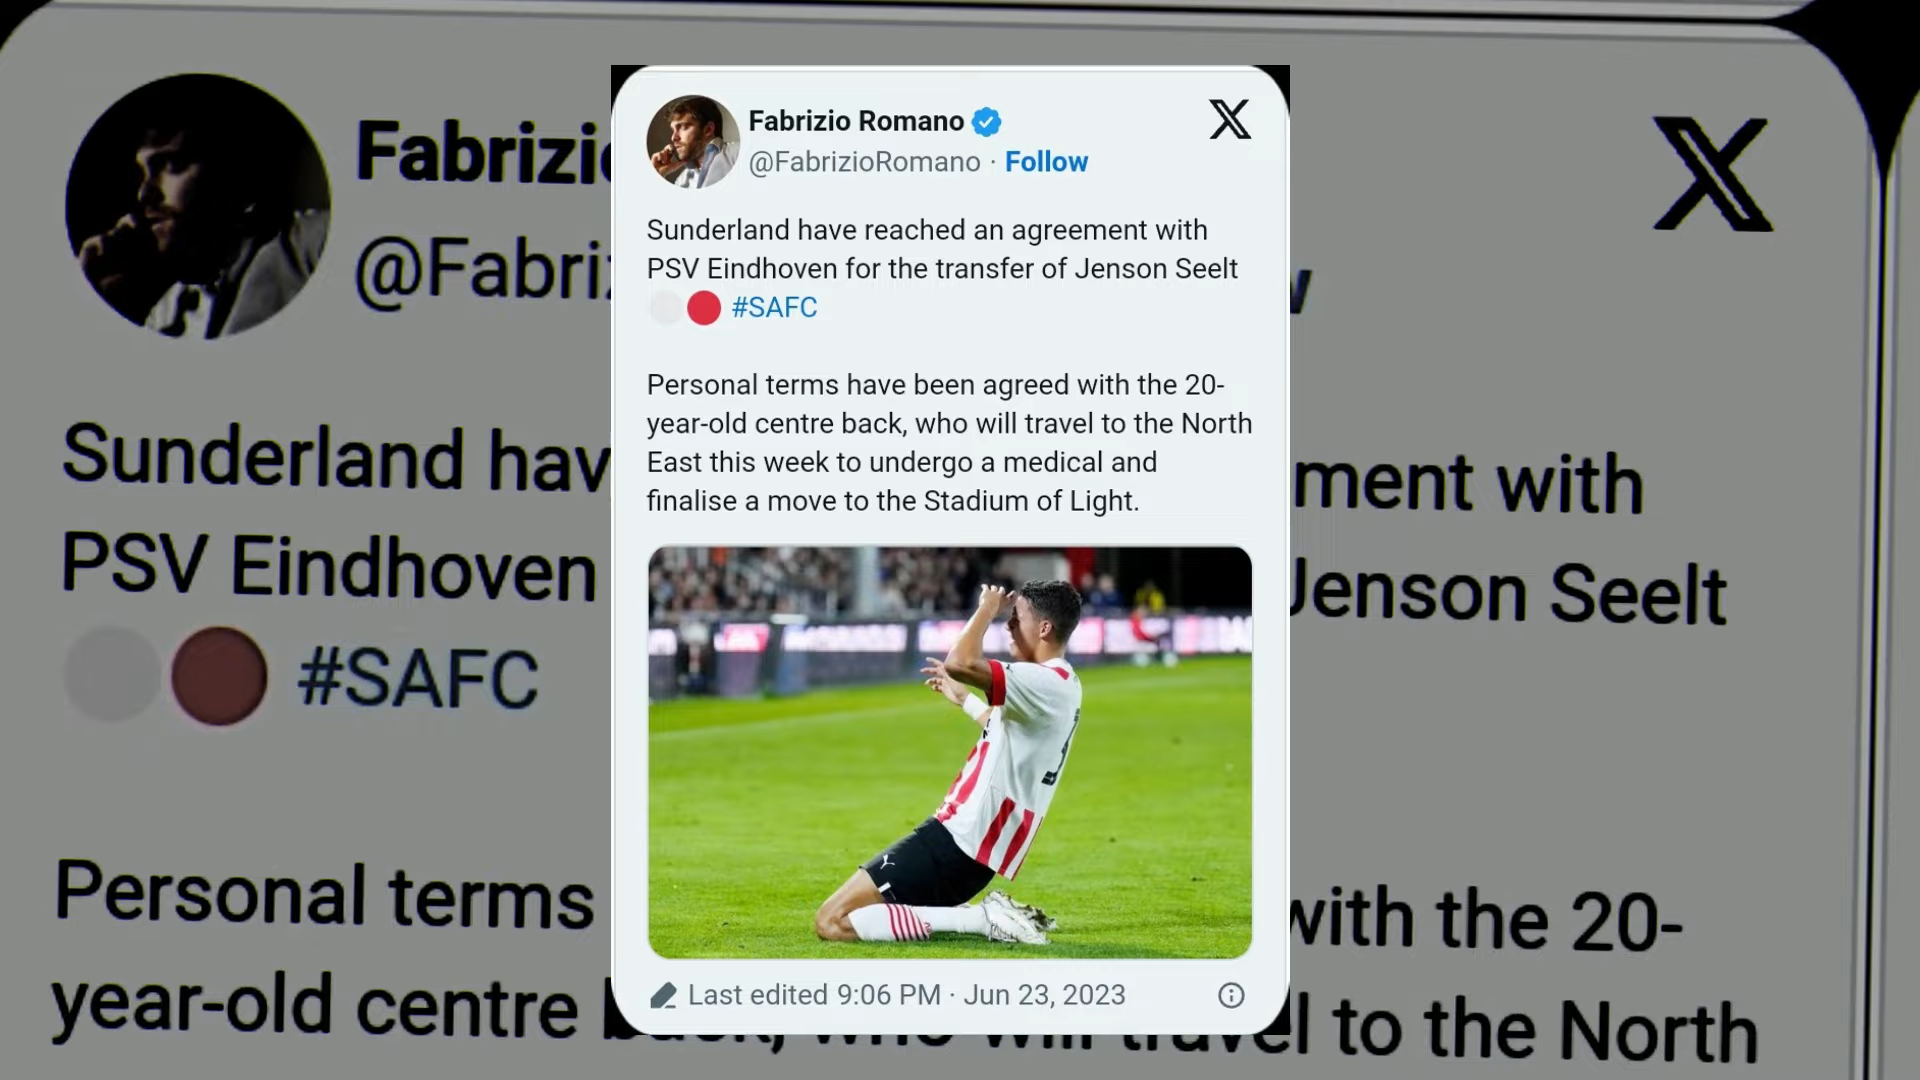 Fabrizio Romano
@FabrizioRomano · Follow
Sunderland have reached an agreement with
PSV Eindhoven for the transfer of Jenson Seelt
#SAFC
Personal terms have been agreed with the 20-
year-old centre back, who will travel to the North
East this week to undergo a medical and
finalise a move to the Stadium of Light.
Last edited 9:06 PM · Jun 23, 2023
Fabrizi
@Fabri
Sunderland hav
ment with
PSV Eindhoven
Jenson Seelt
#SAFC
Personal terms
with the 20-
year-old centre
to the North